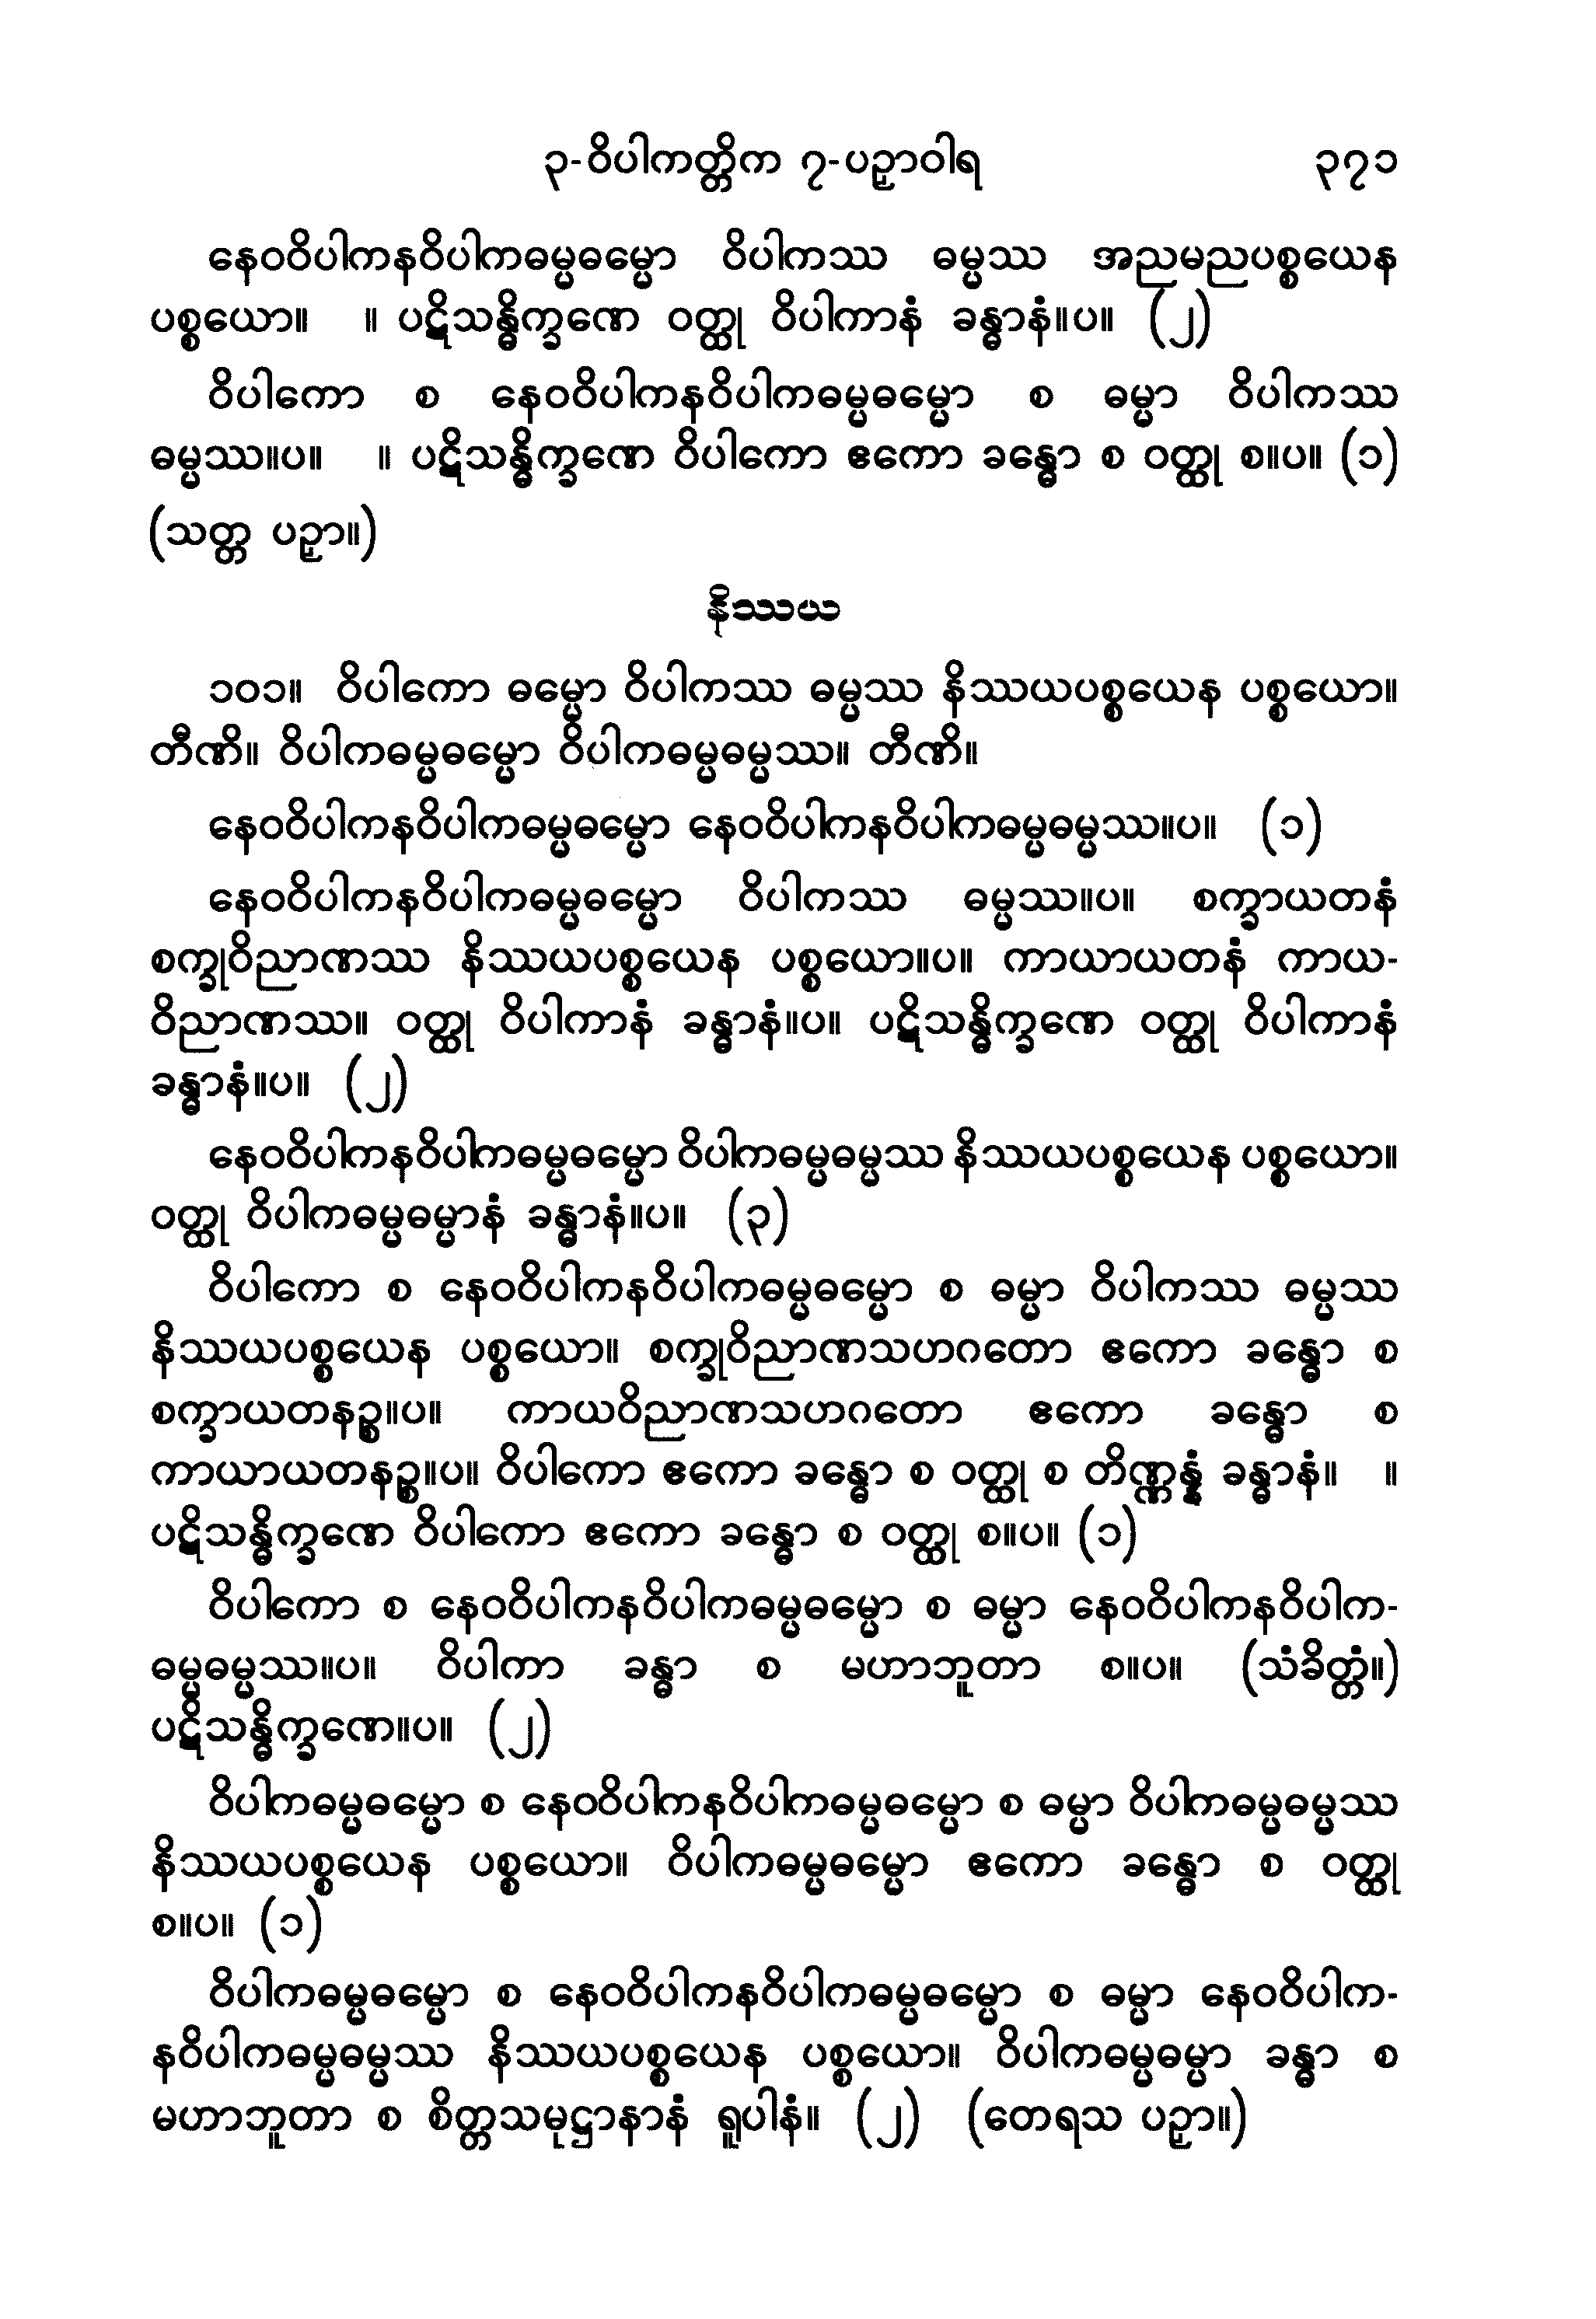 ၃-ဝိပါကတ္တိက ၇-ပဉှာဝါရ ၃၇၁
နေဝဝိပါကနဝိပါကဓမ္မဓမ္မော ဝိပါကဿ ဓမ္မဿ အညမညပစ္စယေန
ပစ္စယော။ ။ ပဋိသန္ဓိက္ခဏေ ဝတ္ထု ဝိပါကာနံ ခန္ဓာနံ။ပ။ (၂)
ဝိပါကော စ နေဝဝိပါကနဝိပါကဓမ္မဓမ္မော စ ဓမ္မာ ဝိပါကဿ
ဓမ္မဿ။ပ။ ။ ပဋိသန္ဓိက္ခဏေ ဝိပါကော ဧကော ခန္ဓော စ ဝတ္ထု စ။ပ။ (၁)
(သတ္တ ပဉှာ။)
နိဿယ
၁၀၁။ ဝိပါကော ဓမ္မော ဝိပါကဿ ဓမ္မဿ နိဿယပစ္စယေန ပစ္စယော။
တီဏိ။ ဝိပါကဓမ္မဓမ္မော ဝိပါကဓမ္မဓမ္မဿ။ တီဏိ။
နေဝဝိပါကနဝိပါကဓမ္မဓမ္မော နေဝဝိပါကနဝိပါကဓမ္မဓမ္မဿ။ပ။ (၁)
နေဝဝိပါကနဝိပါကဓမ္မဓမ္မော ဝိပါကဿ ဓမ္မဿ။ပ။ စက္ခာယတနံ
စက္ခုဝိညာဏဿ နိဿယပစ္စယေန ပစ္စယော။ပ။ ကာယာယတနံ ကာယ-
ဝိညာဏဿ။ ဝတ္ထု ဝိပါကာနံ ခန္ဓာနံ။ပ။ ပဋိသန္ဓိက္ခဏေ ဝတ္ထု ဝိပါကာနံ
ခန္ဓာနံ။ပ။ (၂)
နေဝဝိပါကနဝိပါကဓမ္မဓမ္မော ဝိပါကဓမ္မဓမ္မဿ နိဿယပစ္စယေန ပစ္စယော။
ဝတ္ထု ဝိပါကဓမ္မဓမ္မာနံ ခန္ဓာနံ။ပ။ (၃)
ဝိပါကော စ နေဝဝိပါကနဝိပါကဓမ္မဓမ္မော စ ဓမ္မာ ဝိပါကဿ ဓမ္မဿ
နိဿယပစ္စယေန ပစ္စယော။ စက္ခုဝိညာဏသဟဂတော ဧကော ခန္ဓော စ
စက္ခာယတနဉ္စ။ပ။ ကာယဝိညာဏသဟဂတော ဧကော ခန္ဓော စ
ကာယာယတနဉ္စ။ပ။ ဝိပါကော ဧကော ခန္ဓော စ ဝတ္ထု စ တိဏ္ဏန္နံ ခန္ဓာနံ။ ။
ပဋိသန္ဓိက္ခဏေ ဝိပါကော ဧကော ခန္ဓော စ ဝတ္ထု စ။ပ။ (၁)
ဝိပါကော စ နေဝဝိပါကနဝိပါကဓမ္မဓမ္မော စ ဓမ္မာ နေဝဝိပါကနဝိပါက-
ဓမ္မဓမ္မဿ။ပ။ ဝိပါကာ ခန္ဓာ စ မဟာဘူတာ စ။ပ။ (သံခိတ္တံ။)
ပဋိသန္ဓိက္ခဏေ။ပ။ (၂)
ဝိပါကဓမ္မဓမ္မော စ နေဝဝိပါကနဝိပါကဓမ္မဓမ္မော စ ဓမ္မာ ဝိပါကဓမ္မဓမ္မဿ
နိဿယပစ္စယေန ပစ္စယော။ ဝိပါကဓမ္မဓမ္မော ဧကော ခန္ဓော စ ဝတ္ထု
စ။ပ။ (၁)
ဝိပါကဓမ္မဓမ္မော စ နေဝဝိပါကနဝိပါကဓမ္မဓမ္မော စ ဓမ္မာ နေဝဝိပါက-
နဝိပါကဓမ္မဓမ္မဿ နိဿယပစ္စယေန ပစ္စယော။ ဝိပါကဓမ္မဓမ္မာ ခန္ဓာ စ
မဟာဘူတာ စ စိတ္တသမုဋ္ဌာနာနံ ရူပါနံ။ (၂) (တေရသ ပဉှာ။)